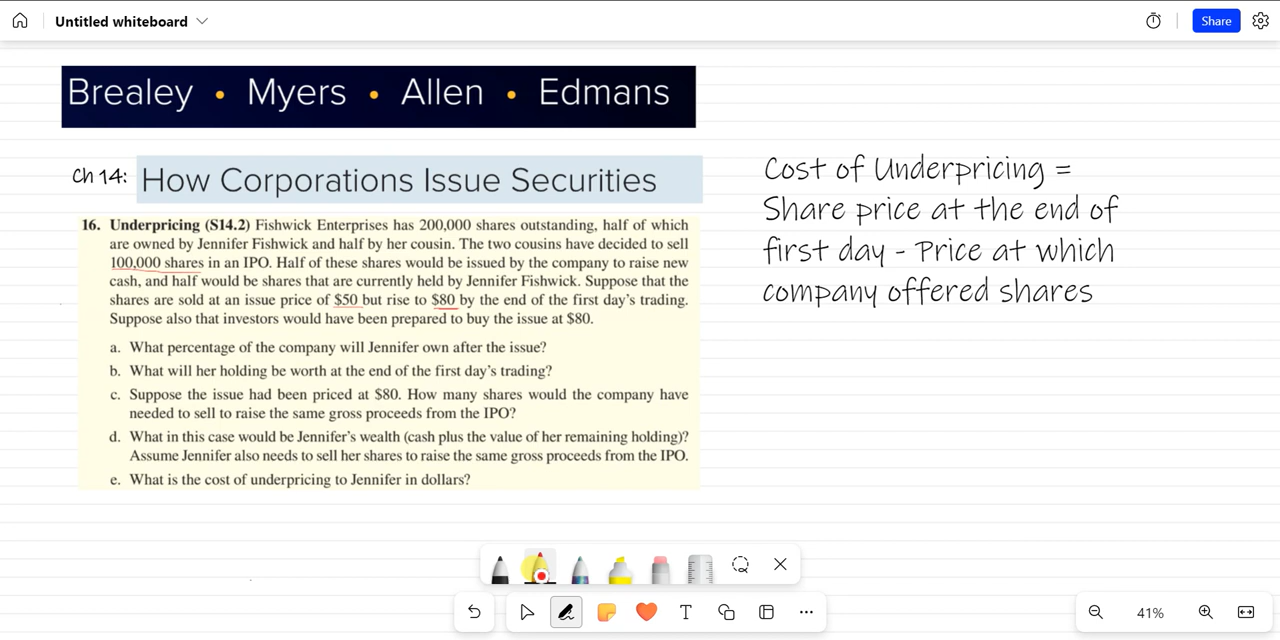 Untitled whiteboard
Share
Brealey • Myers • Allen • Edmans
Ch 14: How Corporations Issue Securities
16. Underpricing (S14.2) Fishwick Enterprises has 200,000 shares outstanding, half of which
are owned by Jennifer Fishwick and half by her cousin. The two cousins have decided to sell
100,000 shares in an IPO. Half of these shares would be issued by the company to raise new
cash, and half would be shares that are currently held by Jennifer Fishwick. Suppose that the
shares are sold at an issue price of $50 but rise to $80 by the end of the first day's trading.
Suppose also that investors would have been prepared to buy the issue at $80.
a. What percentage of the company will Jennifer own after the issue?
b. What will her holding be worth at the end of the first day's trading?
c. Suppose the issue had been priced at $80. How many shares would the company have
needed to sell to raise the same gross proceeds from the IPO?
d. What in this case would be Jennifer's wealth (cash plus the value of her remaining holding)?
Assume Jennifer also needs to sell her shares to raise the same gross proceeds from the IPO.
e. What is the cost of underpricing to Jennifer in dollars?
Cost of Underpricing =
Share price at the end of
first day - Price at which
company offered shares
T
41%